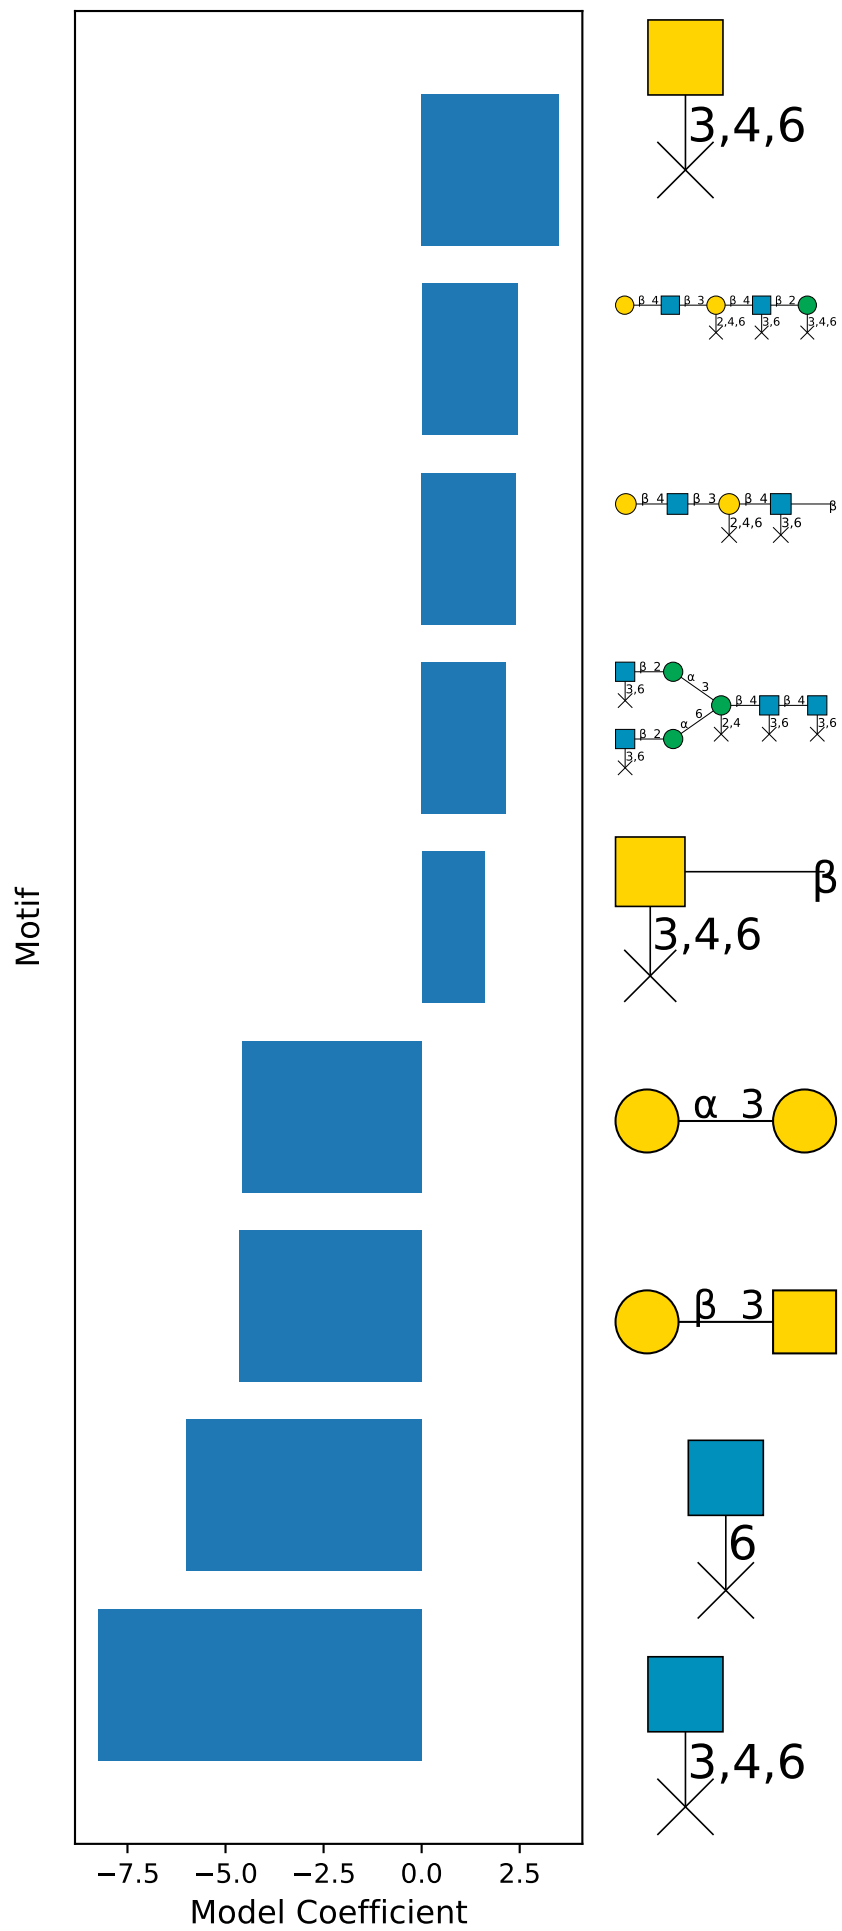 3,4,6
β 4 β 3 β 4 β 2
2,4,6 3,6 3,4,6
β 4 β 3 β 4 β
2,4,6 3,6
β 2 α 3
3,6
β 4 β 4
α 6 2,4 3,6 3,6
β 2
3,6
β
3,4,6
α 3
β 3
6
3,4,6
Motif
−7.5 −5.0 −2.5 0.0 2.5
Model Coefficient